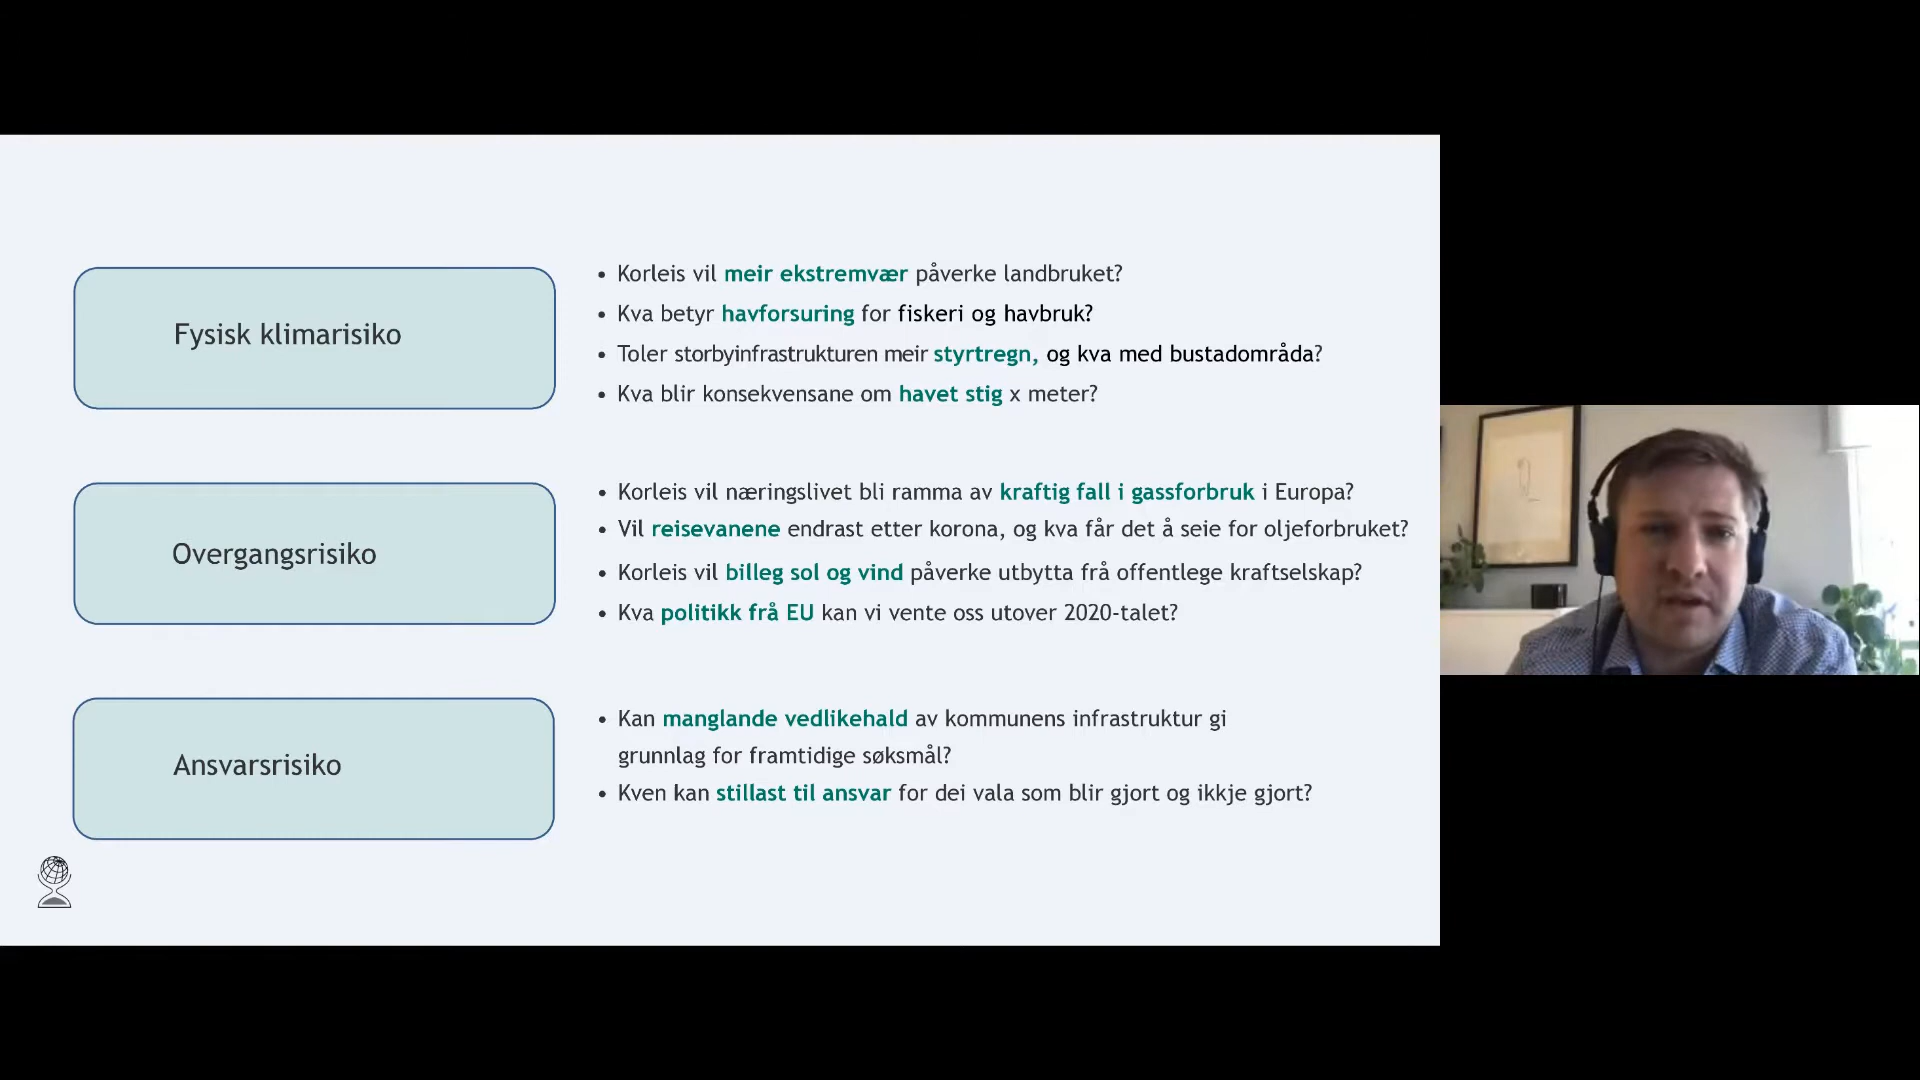 Fysisk klimarisiko
• Korleis vil meir ekstremvær påverke landbruket?
• Kva betyr havforsuring for fiskeri og havbruk?
• Toler storbyinfrastrukturen meir styrtregn, og kva med bustadområda?
• Kva blir konsekvensane om havet stig x meter?
Overgangsrisiko
• Korleis vil næringslivet bli ramma av kraftig fall i gassforbruk i Europa?
• Vil reisevanene endrast etter korona, og kva får det å seie for oljeforbruket?
• Korleis vil billeg sol og vind påverke utbytta frå offentlege kraftselskap?
• Kva politikk frå EU kan vi vente oss utover 2020-talet?
Ansvarsrisiko
• Kan manglande vedlikehald av kommunens infrastruktur gi
grunnlag for framtidige søksmål?
• Kven kan stillast til ansvar for dei vala som blir gjort og ikkje gjort?